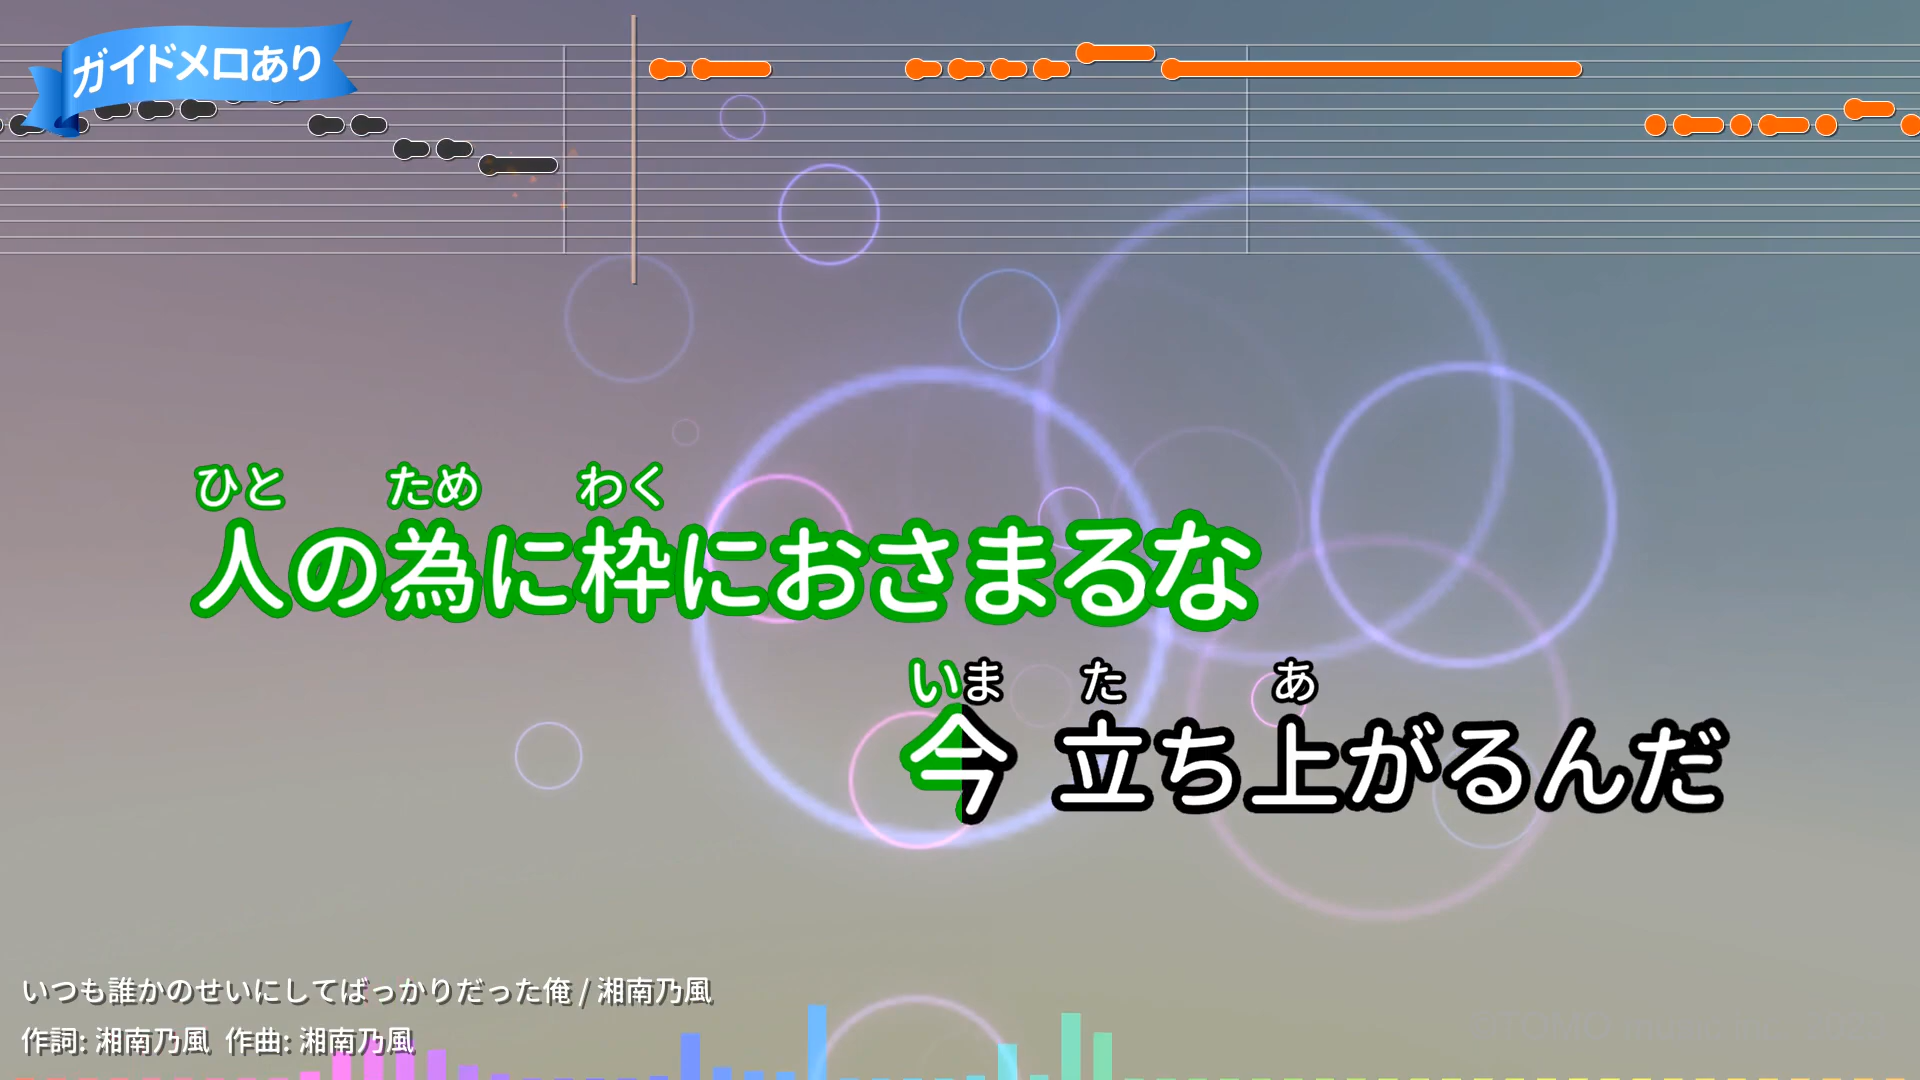 ガイドメロあり
ひと ため わく
人の為に枠におさまるな
いま た あ
今 立ち上がるんだ
いつも誰かのせいにしてばっかりだった俺 / 湘南乃風
作詞: 湘南乃風 作曲: 湘南乃風